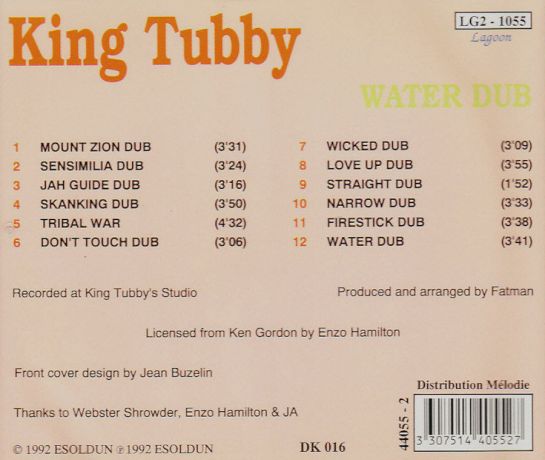 King Tubby
LG2 - 1055
Lagoon
WATER DUB
1 MOUNT ZION DUB (3'31)
2 SENSIMILIA DUB (3'24)
3 JAH GUIDE DUB (3'16)
4 SKANKING DUB (3'50)
5 TRIBAL WAR (4'32)
6 DON'T TOUCH DUB (3'06)
7 WICKED DUB (3'09)
8 LOVE UP DUB (3'55)
9 STRAIGHT DUB (1'52)
10 NARROW DUB (3'33)
11 FIRESTICK DUB (3'38)
12 WATER DUB (3'41)
Recorded at King Tubby's Studio
Produced and arranged by Fatman
Licensed from Ken Gordon by Enzo Hamilton
Front cover design by Jean Buzelin
Thanks to Webster Shrowder, Enzo Hamilton & JA
Distribution Mélodie
44055 - 2
3 307514 405527
© 1992 ESOLDUN ℗ 1992 ESOLDUN
DK 016